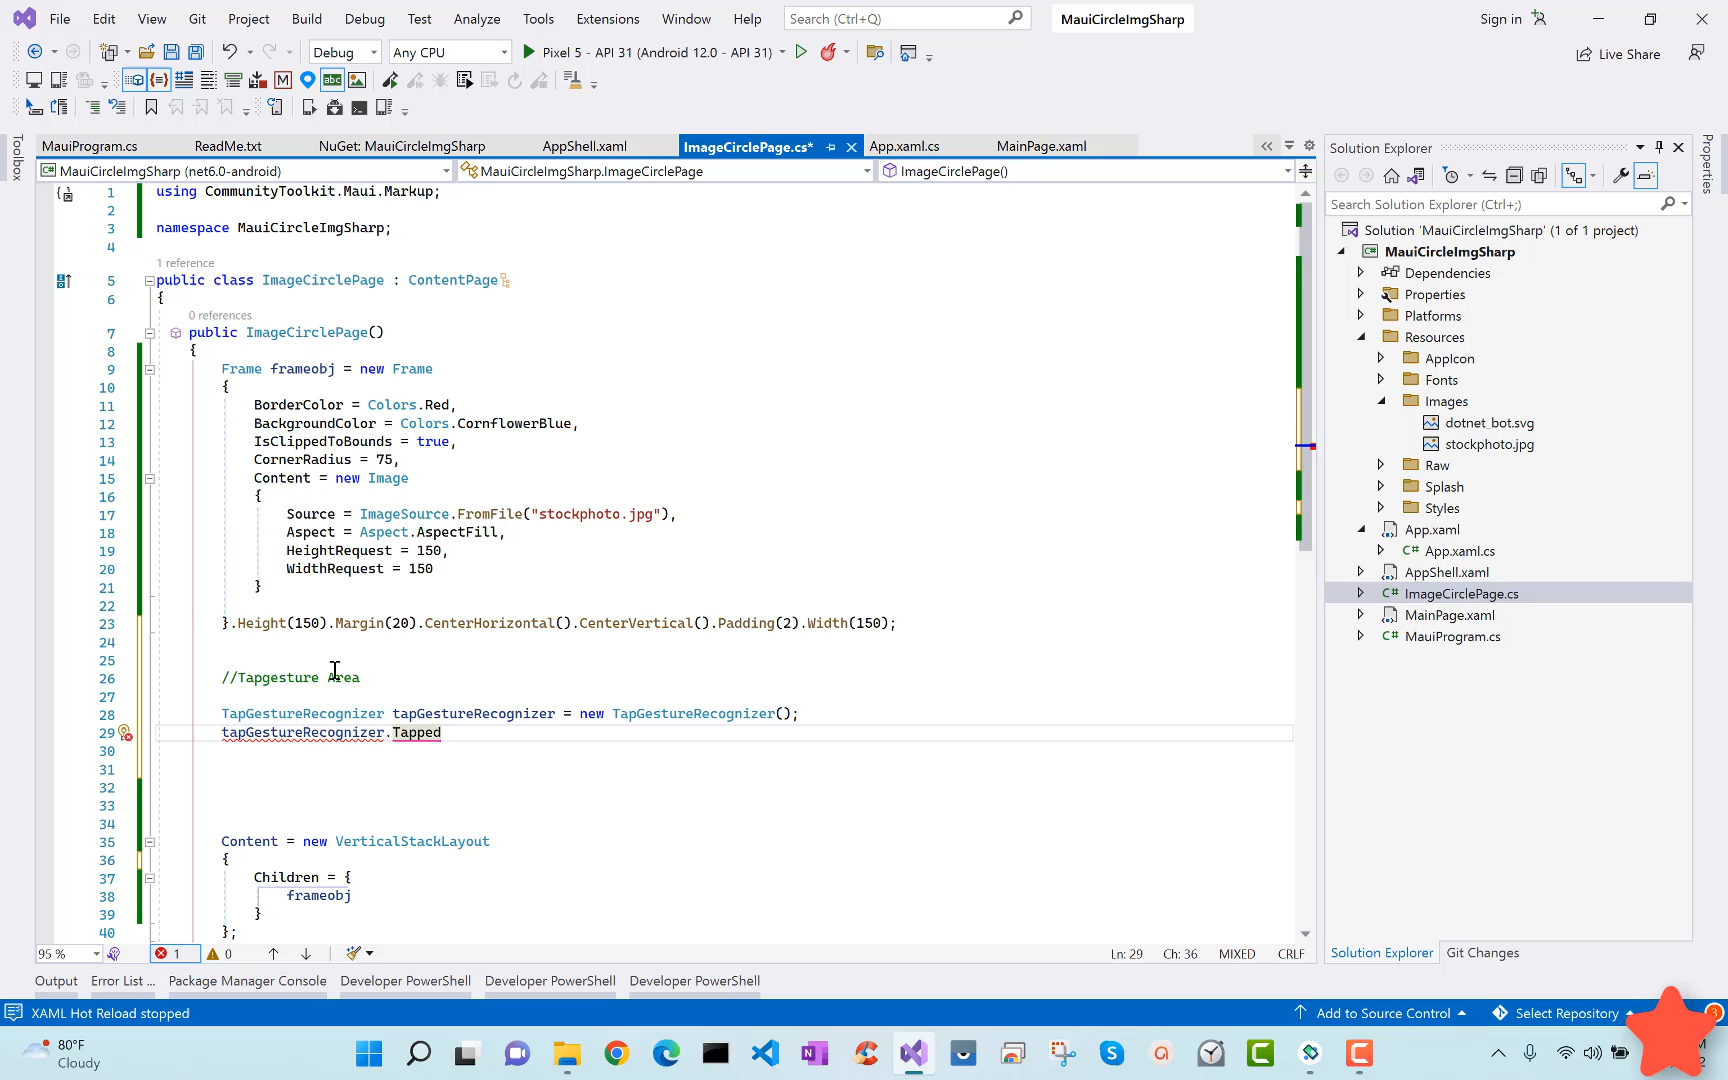 File Edit View Git Project Build Debug Test Analyze Tools Extensions Window Help Search (Ctrl+Q) MauiCircleImgSharp Sign in
Debug Any CPU Pixel 5 - API 31 (Android 12.0 - API 31) Live Share
Toolbox
MauiProgram.cs ReadMe.txt NuGet: MauiCircleImgSharp AppShell.xaml ImageCirclePage.cs* App.xaml.cs MainPage.xaml
MauiCircleImgSharp (net6.0-android) MauiCircleImgSharp.ImageCirclePage ImageCirclePage()
1 using CommunityToolkit.Maui.Markup;
2
3 namespace MauiCircleImgSharp;
4
1 reference
5 public class ImageCirclePage : ContentPage
6 {
0 references
7 public ImageCirclePage()
8 {
9 Frame frameobj = new Frame
10 {
11 BorderColor = Colors.Red,
12 BackgroundColor = Colors.CornflowerBlue,
13 IsClippedToBounds = true,
14 CornerRadius = 75,
15 Content = new Image
16 {
17 Source = ImageSource.FromFile("stockphoto.jpg"),
18 Aspect = Aspect.AspectFill,
19 HeightRequest = 150,
20 WidthRequest = 150
21 }
22
23 }.Height(150).Margin(20).CenterHorizontal().CenterVertical().Padding(2).Width(150);
24
25
26 //Tapgesture Area
27
28 TapGestureRecognizer tapGestureRecognizer = new TapGestureRecognizer();
29 tapGestureRecognizer.Tapped
30
31
32
33
34
35 Content = new VerticalStackLayout
36 {
37 Children = {
38 frameobj
39 }
40 };
95 % 1 0 Ln: 29 Ch: 36 MIXED CRLF
Solution Explorer
Search Solution Explorer (Ctrl+;)
Solution 'MauiCircleImgSharp' (1 of 1 project)
MauiCircleImgSharp
Dependencies
Properties
Platforms
Resources
AppIcon
Fonts
Images
dotnet_bot.svg
stockphoto.jpg
Raw
Splash
Styles
App.xaml
C# App.xaml.cs
AppShell.xaml
C# ImageCirclePage.cs
MainPage.xaml
C# MauiProgram.cs
Solution Explorer Git Changes
Properties
Output Error List ... Package Manager Console Developer PowerShell Developer PowerShell Developer PowerShell
XAML Hot Reload stopped Add to Source Control Select Repository 3
80°F
Cloudy